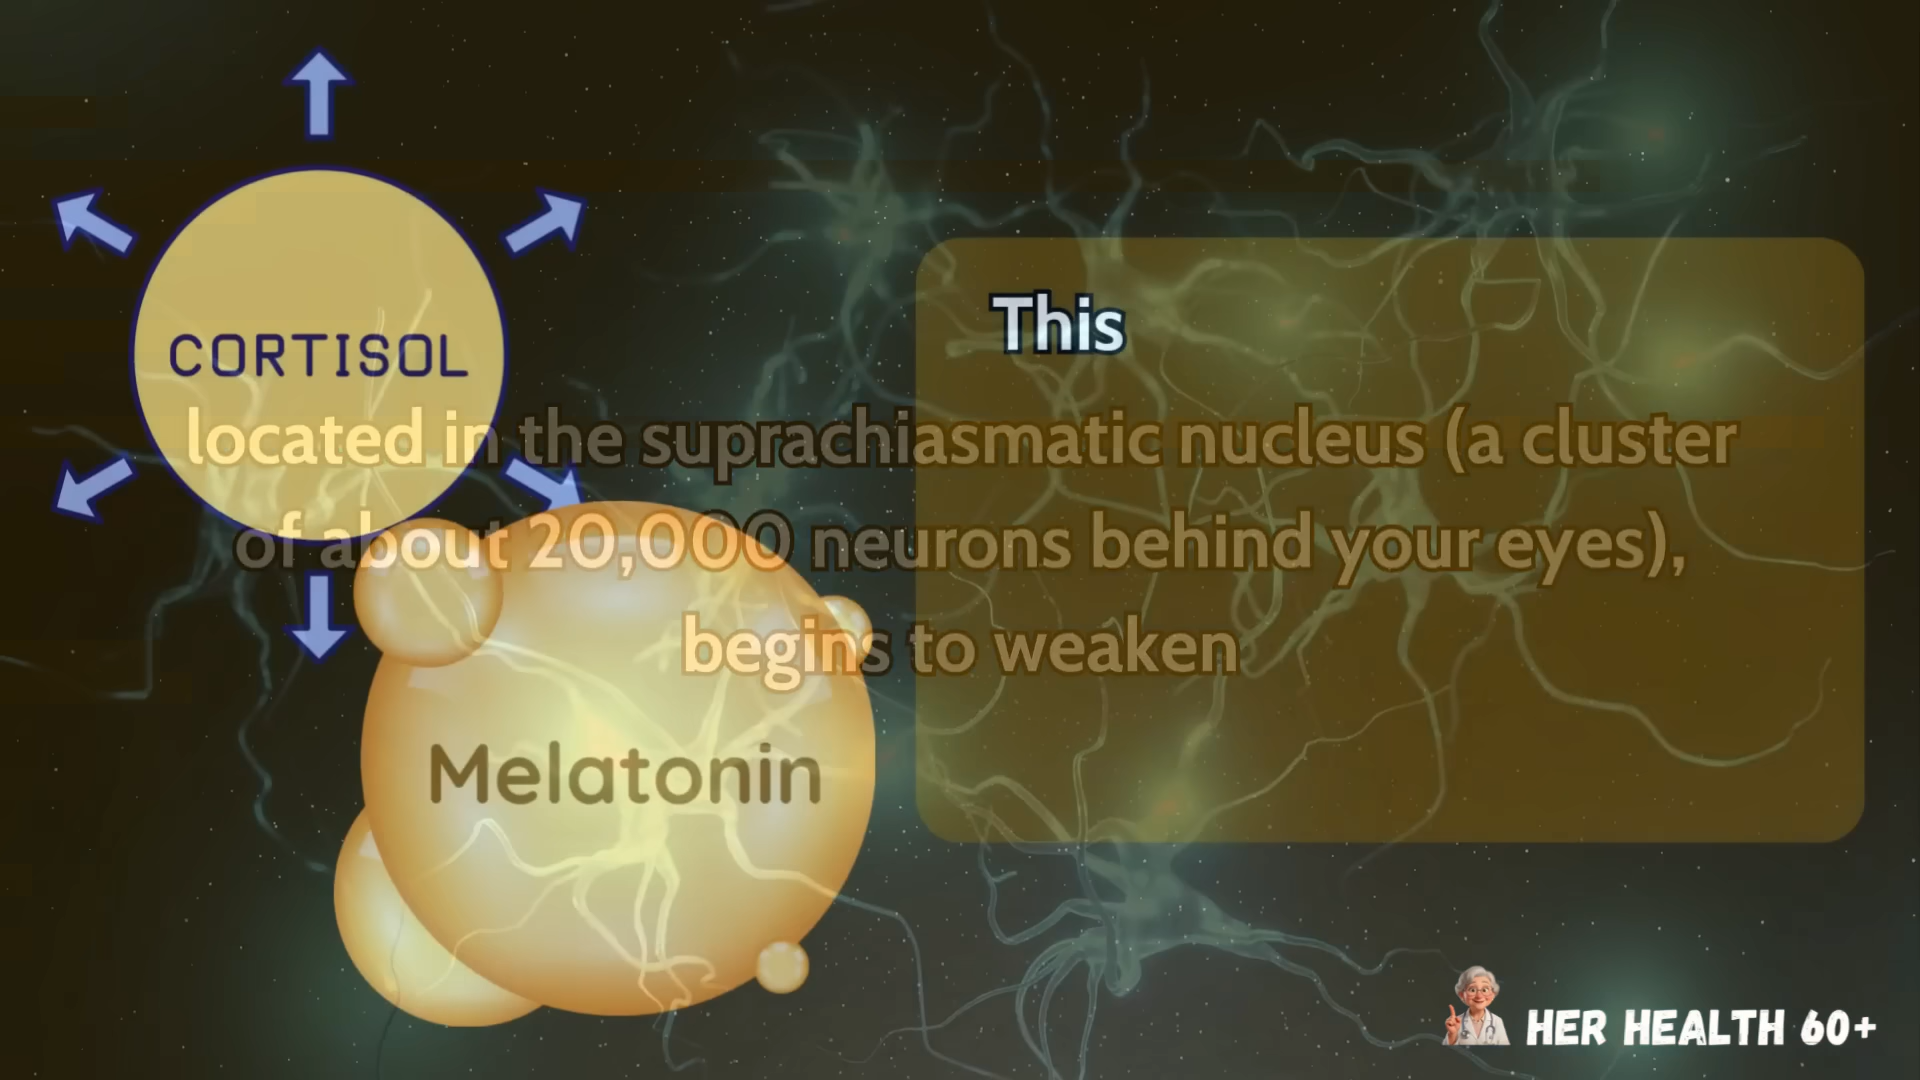 This
CORTISOL
located in the suprachiasmatic nucleus (a cluster
of about 20,000 neurons behind your eyes),
begins to weaken
Melatonin
HER HEALTH 60+